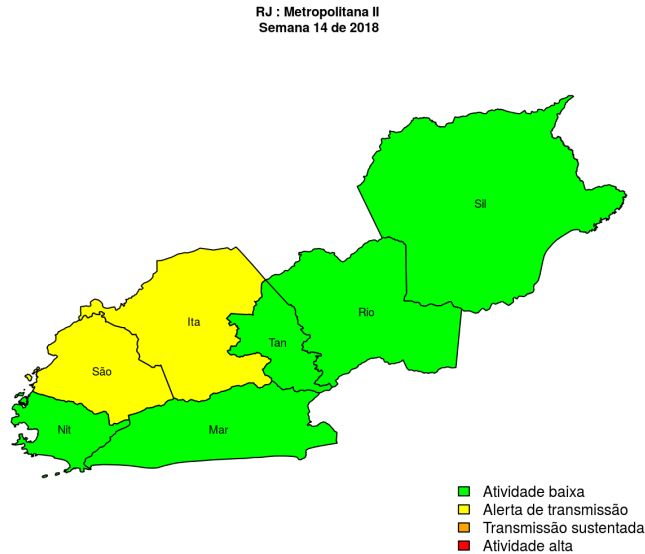 RJ : Metropolitana II
Semana 14 de 2018
Sil
Rio
Ita
Tan
São
Nit
Mar
Atividade baixa
Alerta de transmissão
Transmissão sustentada
Atividade alta